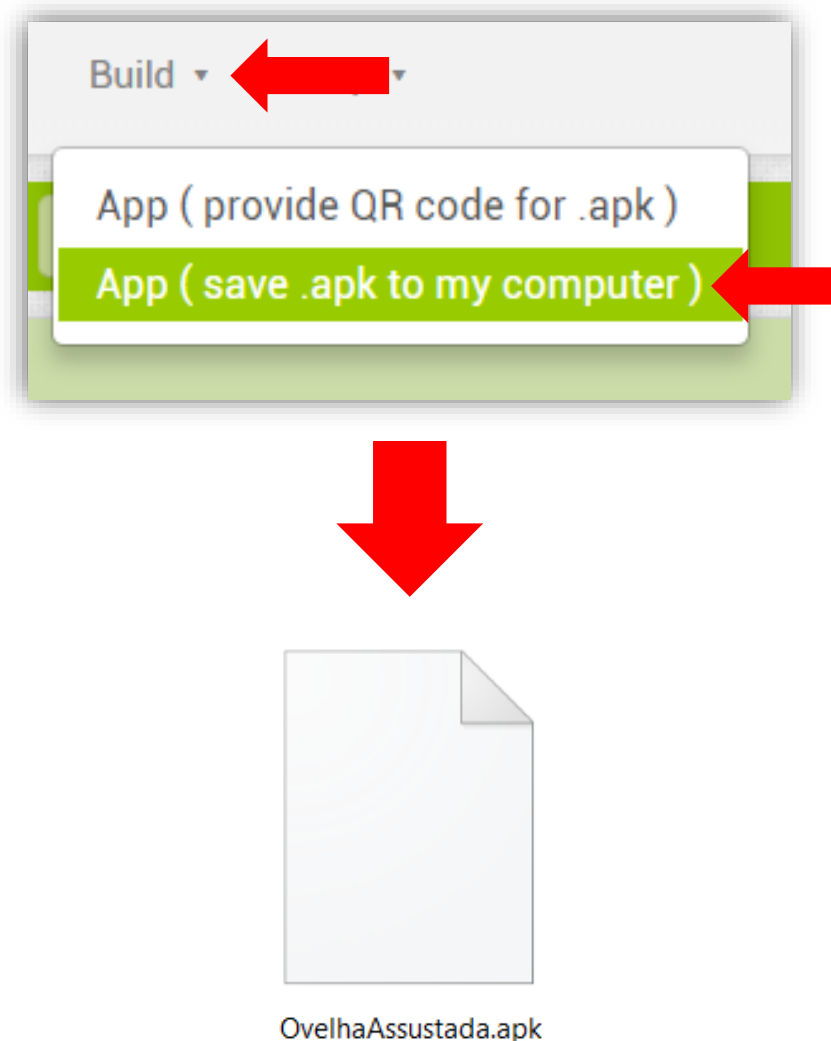 Build
App ( provide QR code for .apk )
App ( save .apk to my computer )
OvelhaAssustada.apk